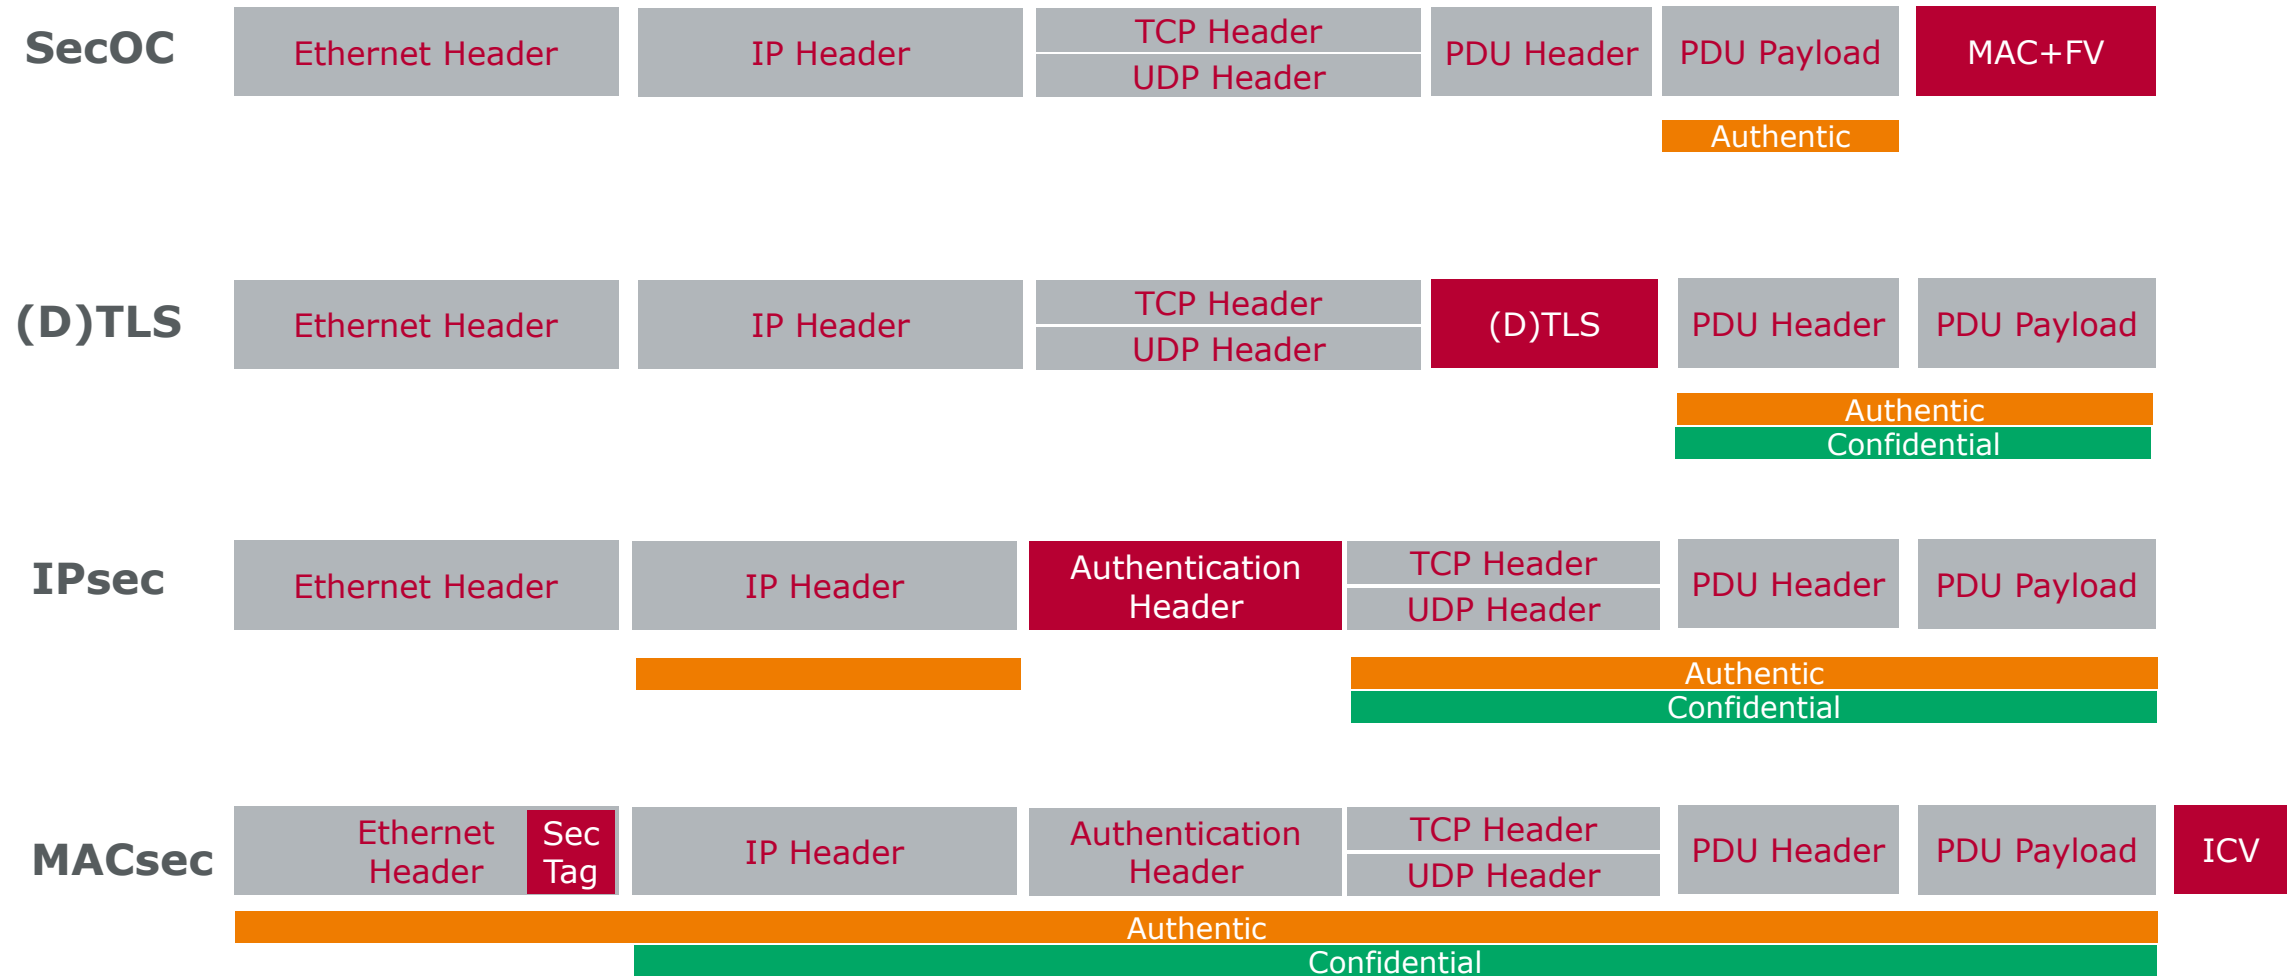 SecOC
Ethernet Header
IP Header
TCP Header
UDP Header
PDU Header
PDU Payload
MAC+FV
Authentic
(D)TLS
Ethernet Header
IP Header
TCP Header
UDP Header
(D)TLS
PDU Header
PDU Payload
Authentic
Confidential
IPsec
Ethernet Header
IP Header
Authentication
Header
TCP Header
UDP Header
PDU Header
PDU Payload
Authentic
Confidential
MACsec
Ethernet
Header
Sec
Tag
IP Header
Authentication
Header
TCP Header
UDP Header
PDU Header
PDU Payload
ICV
Authentic
Confidential